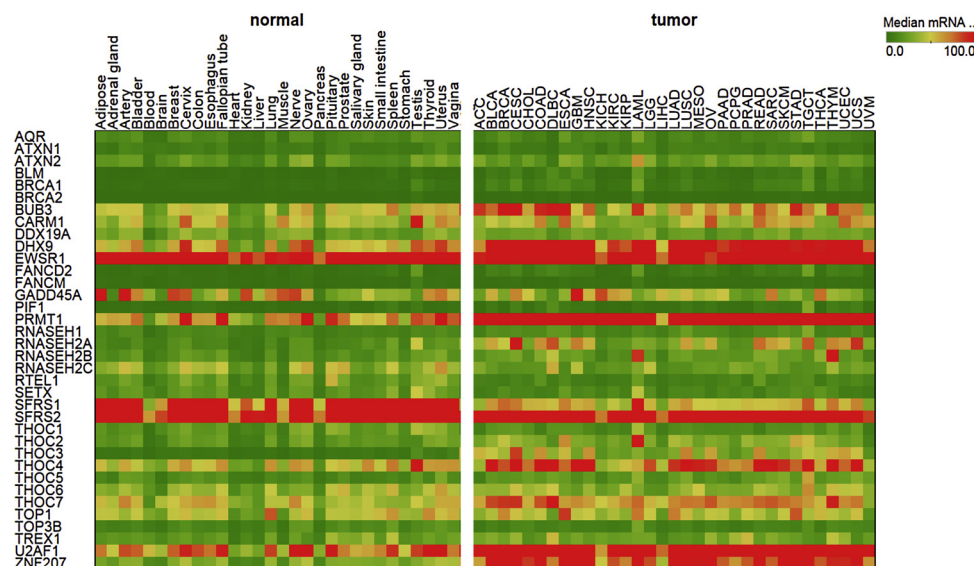 normal
tumor
Median mRNA ..
0.0 100.0
Adipose
Adrenal gland
Artery
Bladder
Blood
Brain
Breast
Cervix
Colon
Esophagus
Fallopian tube
Heart
Kidney
Liver
Lung
Muscle
Nerve
Ovary
Pancreas
Pituitary
Prostate
Salivary gland
Skin
Small intestine
Spleen
Stomach
Testis
Thyroid
Uterus
Vagina
ACC
BLCA
BRCA
CESC
CHOL
COAD
DLBC
ESCA
GBM
HNSC
KICH
KIRC
KIRP
LAML
LGG
LIHC
LUAD
LUSC
MESO
OV
PAAD
PCPG
PRAD
READ
SARC
SKCM
STAD
TGCT
THCA
THYM
UCEC
UCS
UVM
AQR
ATXN1
ATXN2
BLM
BRCA1
BRCA2
BUB3
CARM1
DDX19A
DHX9
EWSR1
FANCD2
FANCM
GADD45A
PIF1
PRMT1
RNASEH1
RNASEH2A
RNASEH2B
RNASEH2C
RTEL1
SETX
SFRS1
SFRS2
THOC1
THOC2
THOC3
THOC4
THOC5
THOC6
THOC7
TOP1
TOP3B
TREX1
U2AF1
ZNF207